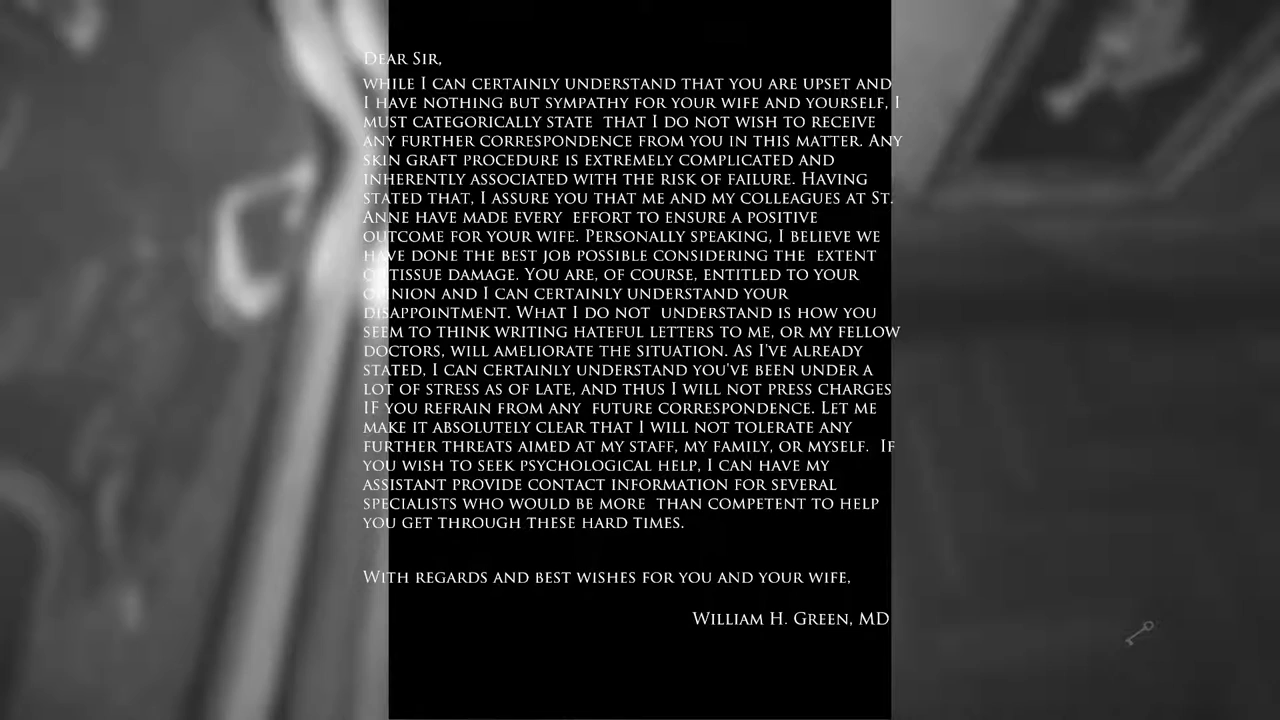 Dear Sir,
while I can certainly understand that you are upset and
I have nothing but sympathy for your wife and yourself, I
must categorically state that I do not wish to receive
any further correspondence from you in this matter. Any
skin graft procedure is extremely complicated and
inherently associated with the risk of failure. Having
stated that, I assure you that me and my colleagues at St.
Anne have made every effort to ensure a positive
outcome for your wife. Personally speaking, I believe we
have done the best job possible considering the extent
of tissue damage. You are, of course, entitled to your
opinion and I can certainly understand your
disappointment. What I do not understand is how you
seem to think writing hateful letters to me, or my fellow
doctors, will ameliorate the situation. As I've already
stated, I can certainly understand you've been under a
lot of stress as of late, and thus I will not press charges
IF you refrain from any future correspondence. Let me
make it absolutely clear that I will not tolerate any
further threats aimed at my staff, my family, or myself. If
you wish to seek psychological help, I can have my
assistant provide contact information for several
specialists who would be more than competent to help
you get through these hard times.
With regards and best wishes for you and your wife,
William H. Green, MD